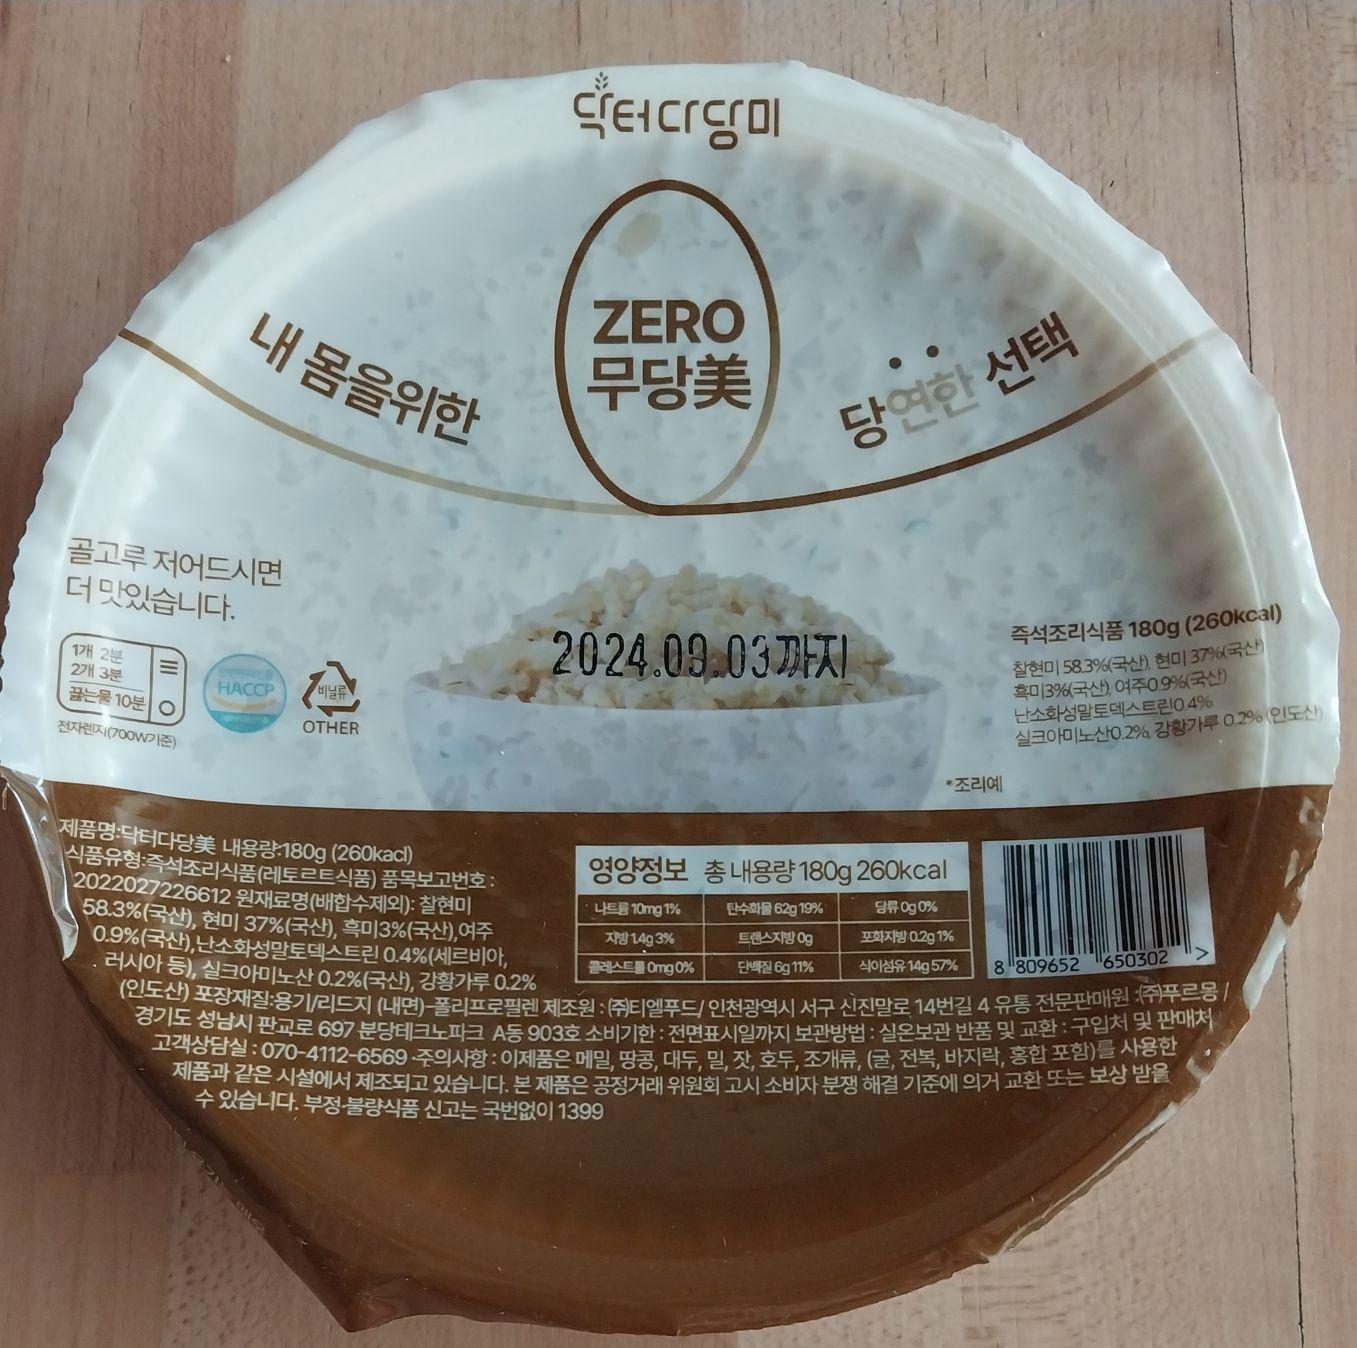 닥터다당미
ZERO
무당美
내 몸을위한
당연한 선택
골고루 저어드시면
더 맛있습니다.
1개 2분
2개 3분
끓는물 10분
전자렌지(700W기준)
HACCP
비닐류
OTHER
2024.09.03까지
즉석조리식품 180g (260kcal)
찰현미 58.3%(국산), 현미 37%(국산)
흑미3%(국산), 여주0.9%(국산)
난소화성말토덱스트린0.4%
실크아미노산0.2%, 강황가루 0.2% (인도산)
*조리예
제품명:닥터다당美 내용량:180g (260kacl)
식품유형:즉석조리식품(레토르트식품) 품목보고번호 :
2022027226612 원재료명(배합수제외): 찰현미
58.3%(국산), 현미 37%(국산), 흑미3%(국산),여주
0.9%(국산),난소화성말토덱스트린 0.4%(세르비아,
러시아 등), 실크아미노산 0.2%(국산), 강황가루 0.2%
(인도산) 포장재질:용기/리드지 (내면)-폴리프로필렌 제조원 : ㈜티엘푸드/ 인천광역시 서구 신진말로 14번길 4 유통 전문판매원 :㈜푸르몽 /
경기도 성남시 판교로 697 분당테크노파크 A동 903호 소비기한 : 전면표시일까지 보관방법 : 실온보관 반품 및 교환 : 구입처 및 판매처
고객상담실 : 070-4112-6569 ·주의사항 : 이제품은 메밀, 땅콩, 대두, 밀, 잣, 호두, 조개류, (굴, 전복, 바지락, 홍합 포함)를 사용한
제품과 같은 시설에서 제조되고 있습니다. 본 제품은 공정거래 위원회 고시 소비자 분쟁 해결 기준에 의거 교환 또는 보상 받을
수 있습니다. 부정·불량식품 신고는 국번없이 1399
영양정보 총 내용량 180g 260kcal
나트륨 10mg 1% 탄수화물 62g 19% 당류 0g 0%
지방 1.4g 3% 트랜스지방 0g 포화지방 0.2g 1%
콜레스트롤 0mg 0% 단백질 6g 11% 식이섬유 14g 57%
8 809652 650302 >